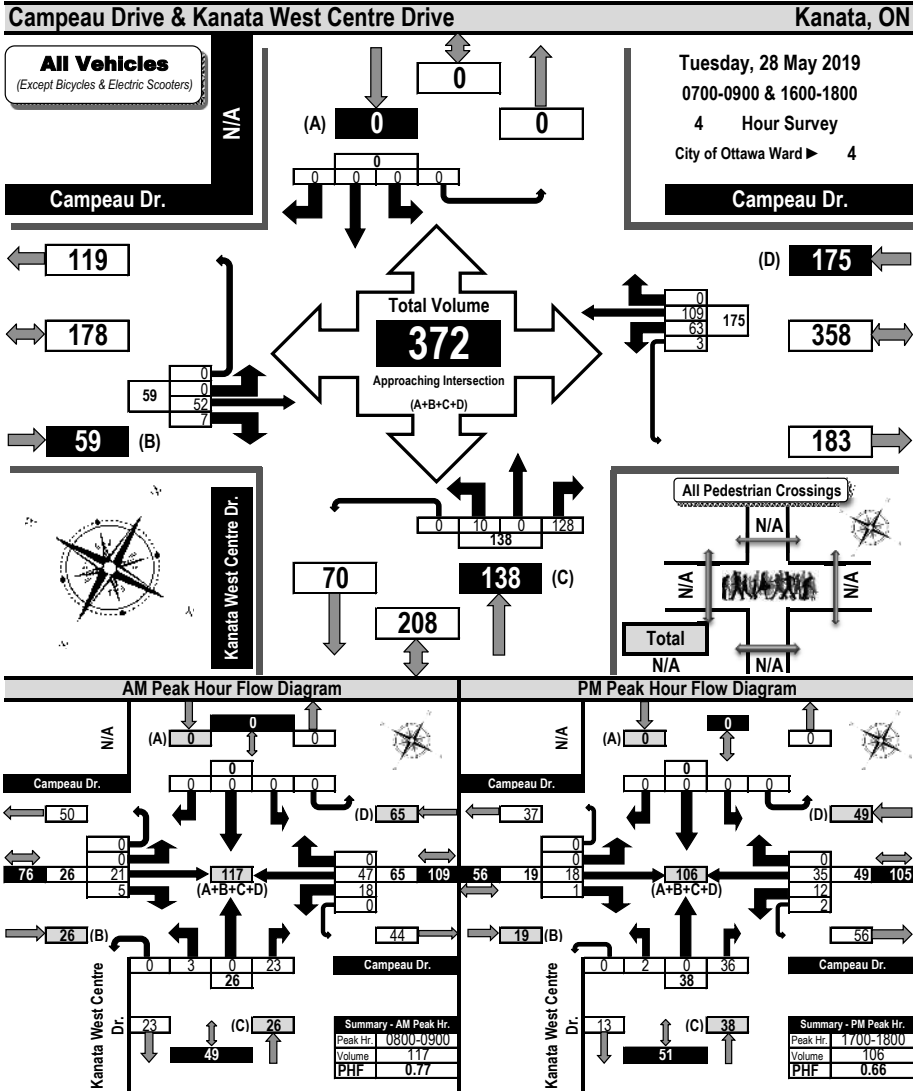 Campeau Drive & Kanata West Centre Drive Kanata, ON
All Vehicles
(Except Bicycles & Electric Scooters)
N/A
Campeau Dr.
(A) 0
0
0
0
0 0 0 0
Tuesday, 28 May 2019
0700-0900 & 1600-1800
4 Hour Survey
City of Ottawa Ward ► 4
Campeau Dr.
119
178
59 (B)
59
0
0
52
7
Total Volume
372
Approaching Intersection
(A+B+C+D)
(D) 175
358
183
0
109
63
3
175
Kanata West Centre Dr.
0 10 0 128
138
70
208
138 (C)
All Pedestrian Crossings
N/A
N/A
N/A
N/A
Total
N/A
AM Peak Hour Flow Diagram
N/A
Campeau Dr.
(A) 0
0
0
0
0 0 0 0
50
(D) 65
76 26
0
0
21
5
117
(A+B+C+D)
0
47
18
0
65 109
26 (B)
44
Campeau Dr.
0 3 0 23
26
Kanata West Centre
Dr.
23
49
(C) 26
Summary - AM Peak Hr.
Peak Hr. 0800-0900
Volume 117
PHF 0.77
PM Peak Hour Flow Diagram
N/A
Campeau Dr.
(A) 0
0
0
0
0 0 0 0
37
(D) 49
56 19
0
0
18
1
106
(A+B+C+D)
0
35
12
2
49 105
19 (B)
56
Campeau Dr.
0 2 0 36
38
Kanata West Centre
Dr.
13
51
(C) 38
Summary - PM Peak Hr.
Peak Hr. 1700-1800
Volume 106
PHF 0.66